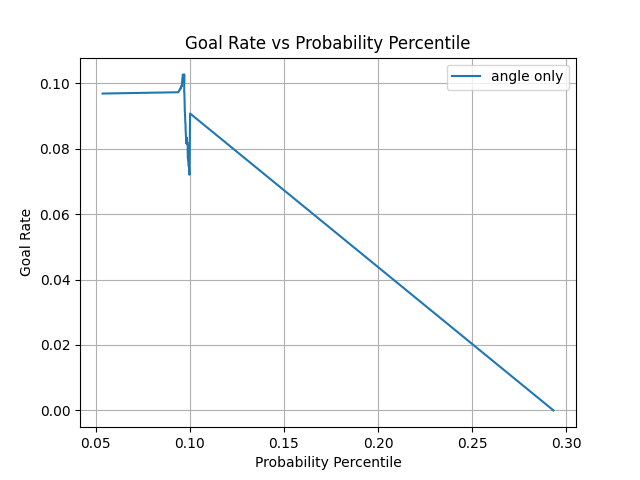 Goal Rate vs Probability Percentile
angle only
Goal Rate
0.10
0.08
0.06
0.04
0.02
0.00
0.05 0.10 0.15 0.20 0.25 0.30
Probability Percentile